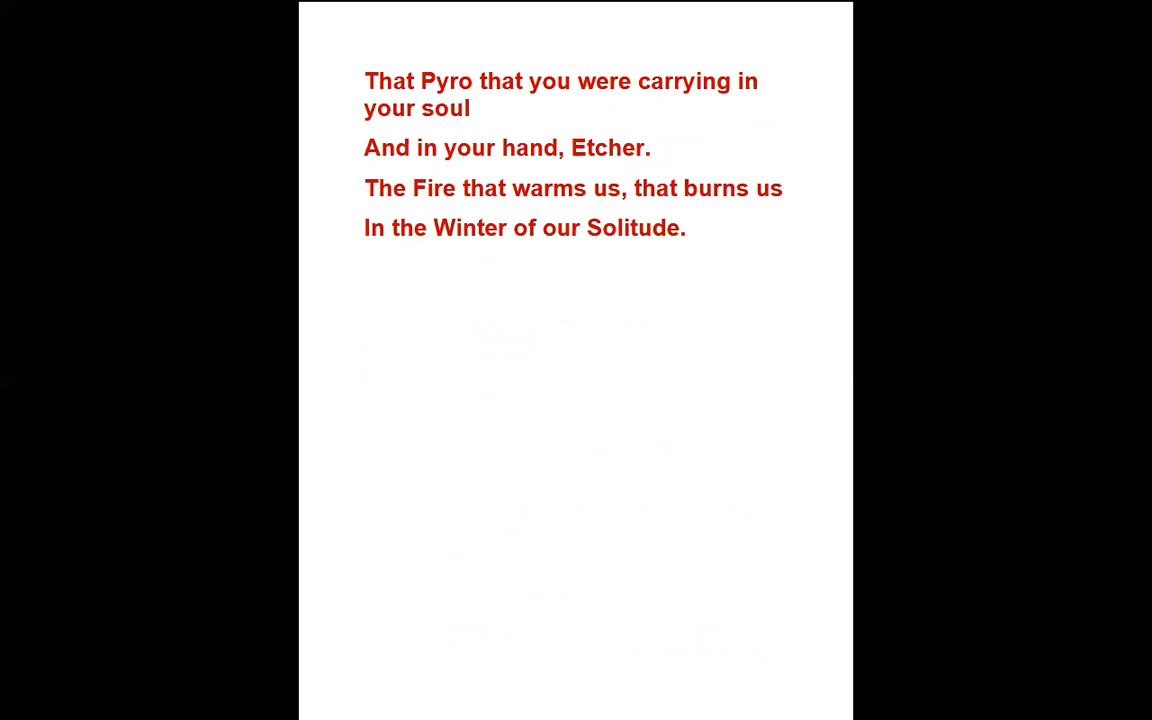 That Pyro that you were carrying in
your soul
And in your hand, Etcher.
The Fire that warms us, that burns us
In the Winter of our Solitude.